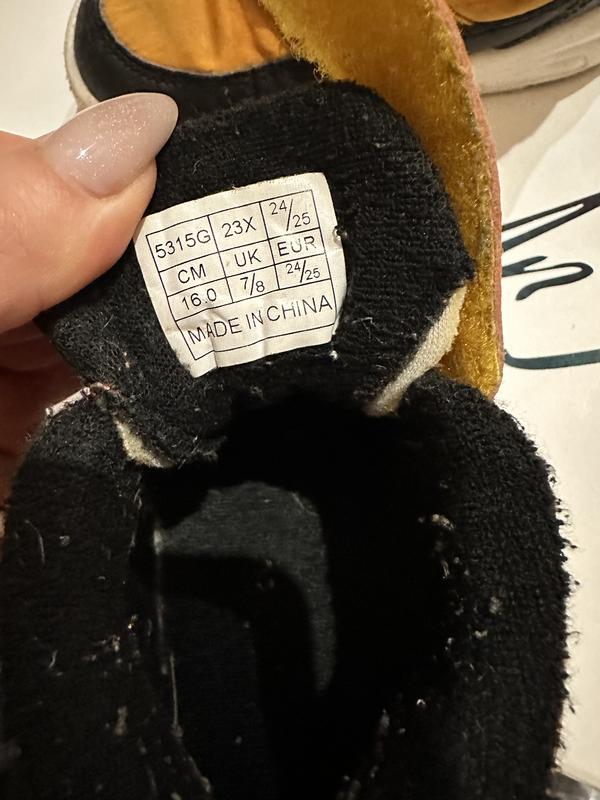 5315G 23X 24/25
CM UK EUR
16.0 7/8 24/25
MADE IN CHINA